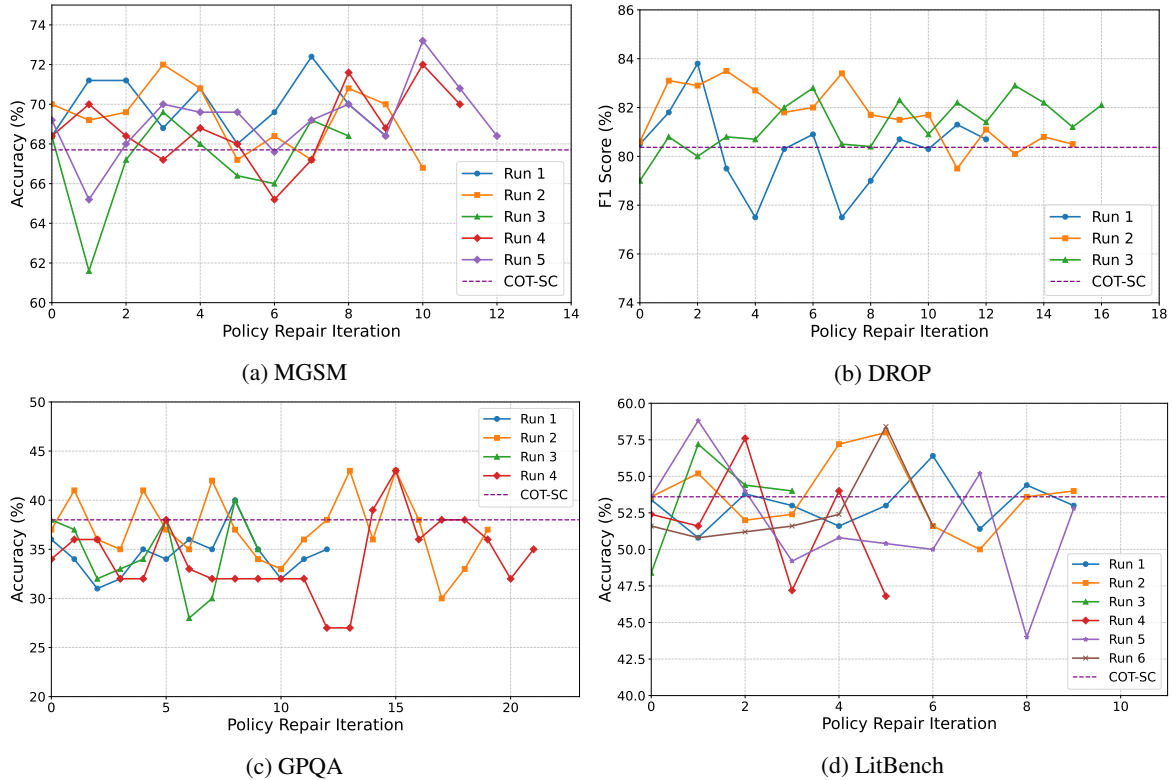 74
72
70
68
66
64
62
60
Accuracy (%)
0 2 4 6 8 10 12 14
Policy Repair Iteration
Run 1
Run 2
Run 3
Run 4
Run 5
COT-SC
(a) MGSM
86
84
82
80
78
76
74
F1 Score (%)
0 2 4 6 8 10 12 14 16 18
Policy Repair Iteration
Run 1
Run 2
Run 3
COT-SC
(b) DROP
50
45
40
35
30
25
20
Accuracy (%)
0 5 10 15 20
Policy Repair Iteration
Run 1
Run 2
Run 3
Run 4
COT-SC
(c) GPQA
60.0
57.5
55.0
52.5
50.0
47.5
45.0
42.5
40.0
Accuracy (%)
0 2 4 6 8 10
Policy Repair Iteration
Run 1
Run 2
Run 3
Run 4
Run 5
Run 6
COT-SC
(d) LitBench